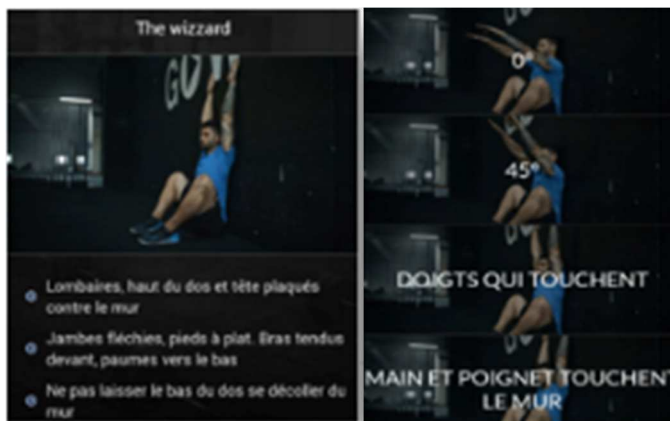 The wizzard
GO
Lombaires, haut du dos et tête plaqués
contre le mur
Jambes fléchies, pieds à plat. Bras tendus
devant, paumes vers le bas
Ne pas laisser le bas du dos se décoller du
mur
0°
45°
DOIGTS QUI TOUCHENT
MAIN ET POIGNET TOUCHENT
LE MUR